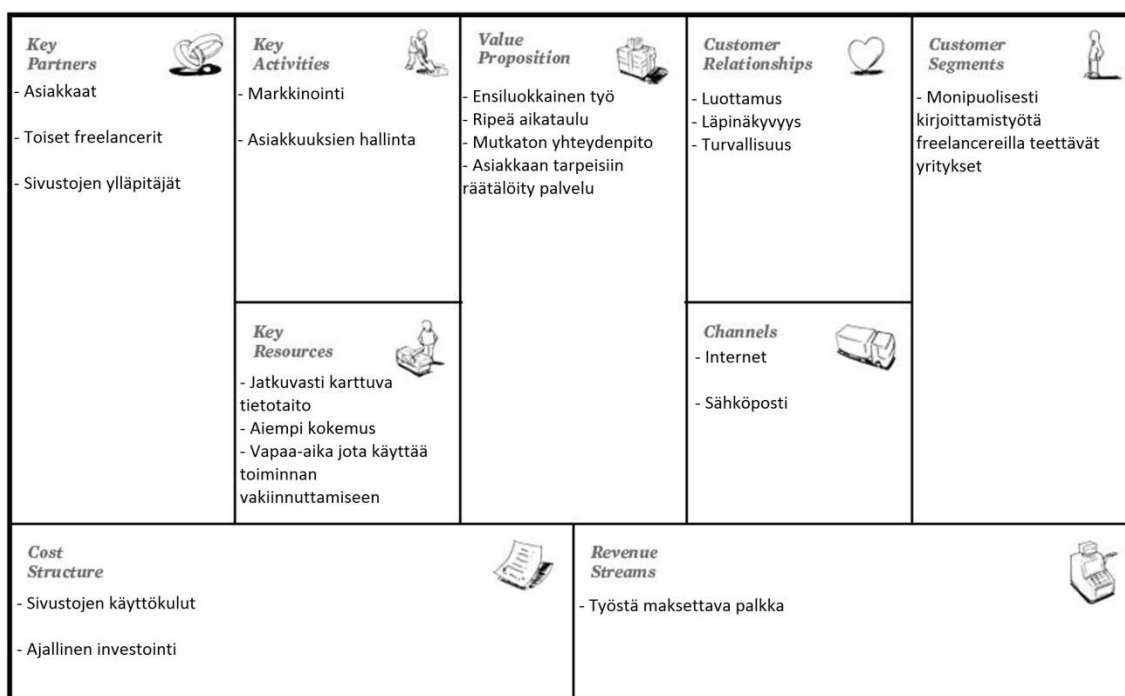 Key
Partners
- Asiakkaat
- Toiset freelancerit
- Sivustojen ylläpitäjät
Key
Activities
- Markkinointi
- Asiakkuuksien hallinta
Key
Resources
- Jatkuvasti karttuva
tietotaito
- Aiempi kokemus
- Vapaa-aika jota käyttää
toiminnan
vakiinnuttamiseen
Value
Proposition
- Ensiluokkainen työ
- Ripeä aikataulu
- Mutkaton yhteydenpito
- Asiakkaan tarpeisiin
räätälöity palvelu
Customer
Relationships
- Luottamus
- Läpinäkyvyys
- Turvallisuus
Channels
- Internet
- Sähköposti
Customer
Segments
- Monipuolisesti
kirjoittamistyötä
freelancereilla teettävät
yritykset
Cost
Structure
- Sivustojen käyttökulut
- Ajallinen investointi
Revenue
Streams
- Työstä maksettava palkka